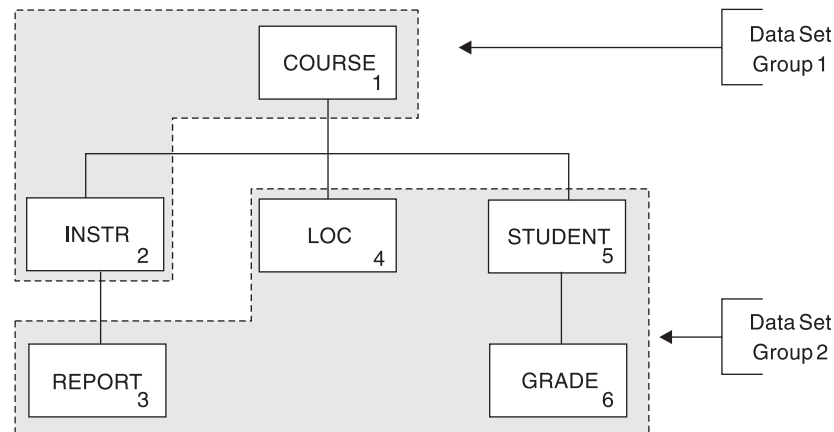 COURSE
1
Data Set
Group 1
INSTR
2
LOC
4
STUDENT
5
Data Set
Group 2
REPORT
3
GRADE
6